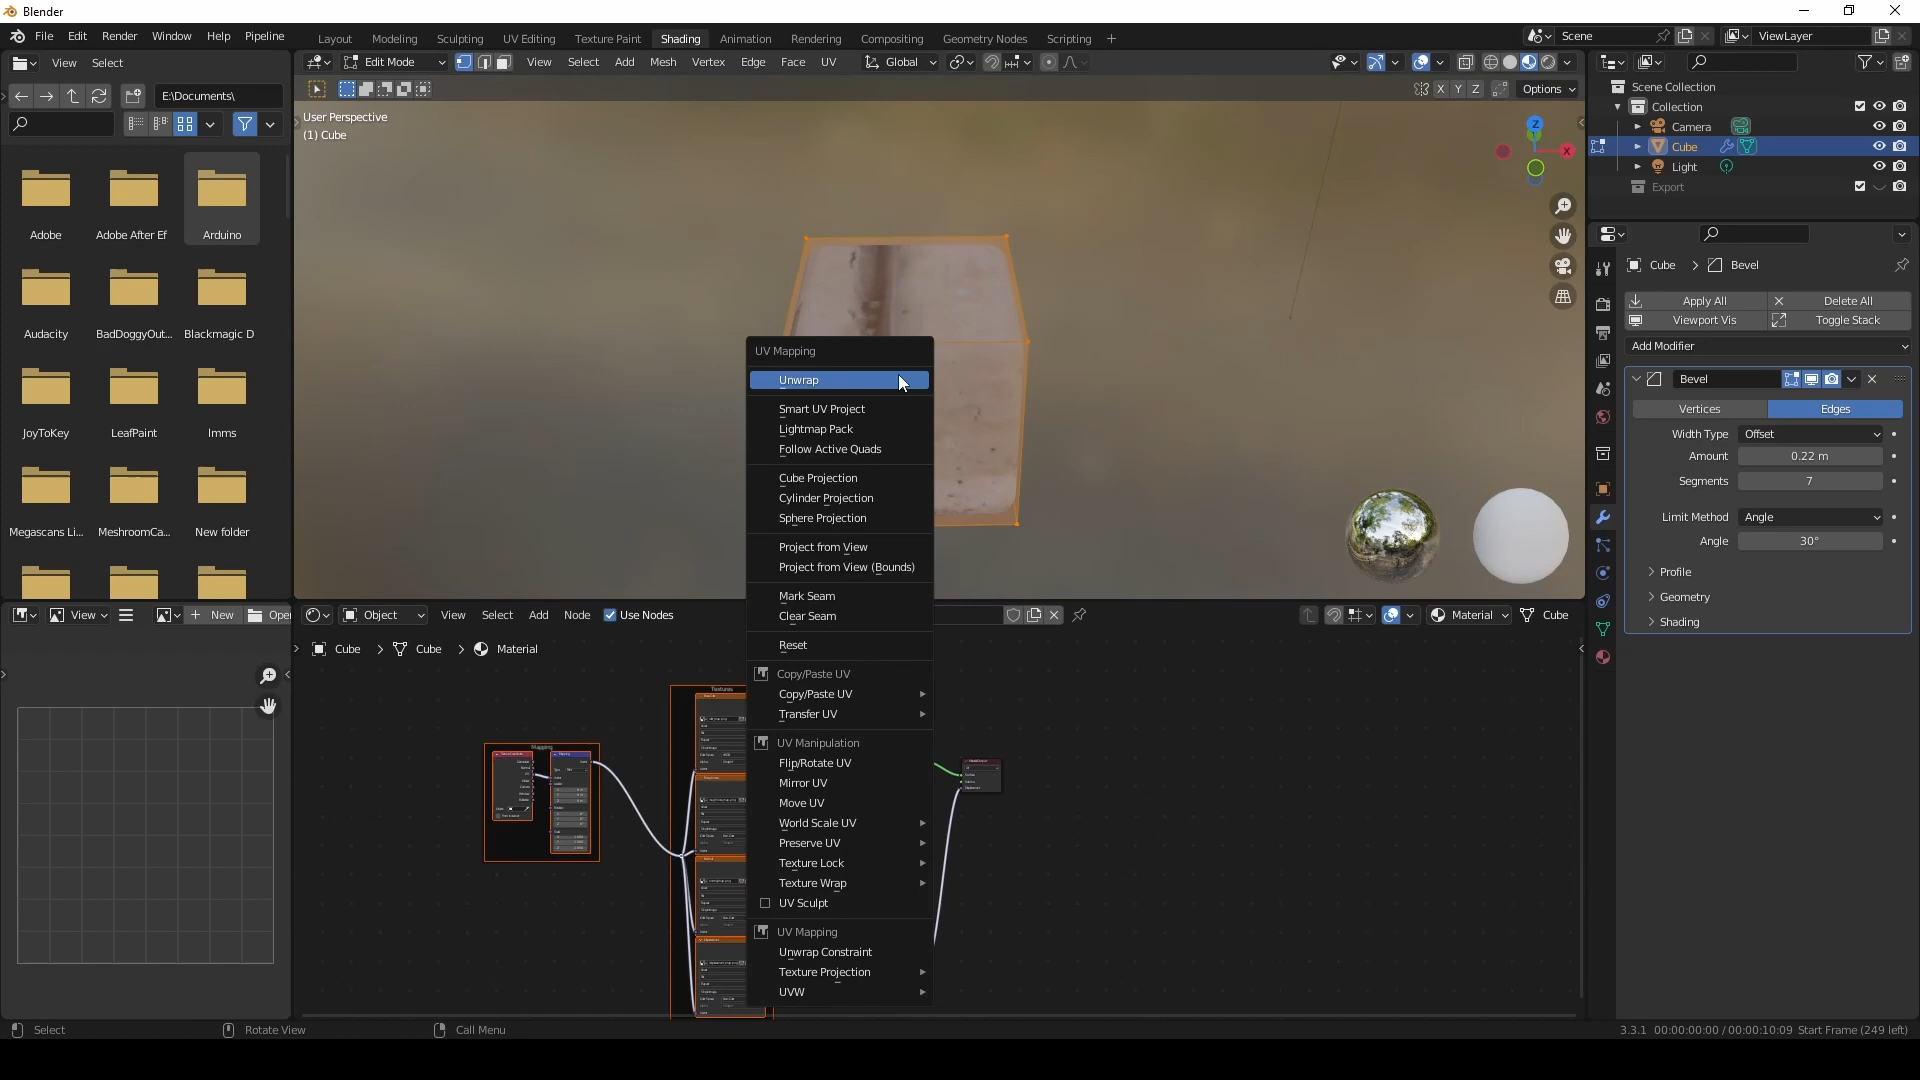 Blender
File Edit Render Window Help Pipeline
Layout Modeling Sculpting UV Editing Texture Paint Shading Animation Rendering Compositing Geometry Nodes Scripting +
Scene
ViewLayer
View Select
Edit Mode
View Select Add Mesh Vertex Edge Face UV
Global
E:\Documents\
X Y Z
Options
Scene Collection
Collection
Camera
Cube
Light
Export
User Perspective
(1) Cube
Z
X
Adobe
Adobe After Ef
Arduino
Audacity
BadDoggyOut...
Blackmagic D
JoyToKey
LeafPaint
lmms
Megascans Li...
MeshroomCa...
New folder
Cube > Bevel
Apply All
Delete All
Viewport Vis
Toggle Stack
Add Modifier
Bevel
Vertices
Edges
Width Type Offset
Amount 0.22 m
Segments 7
Limit Method Angle
Angle 30°
Profile
Geometry
Shading
UV Mapping
Unwrap
Smart UV Project
Lightmap Pack
Follow Active Quads
Cube Projection
Cylinder Projection
Sphere Projection
Project from View
Project from View (Bounds)
Mark Seam
Clear Seam
Reset
Copy/Paste UV
Copy/Paste UV
Transfer UV
UV Manipulation
Flip/Rotate UV
Mirror UV
Move UV
World Scale UV
Preserve UV
Texture Lock
Texture Wrap
UV Sculpt
UV Mapping
Unwrap Constraint
Texture Projection
UVW
View
+ New
Open
Object
View Select Add Node Use Nodes
Material
Cube
Cube > Cube > Material
Mapping
Textures
Select
Rotate View
Call Menu
3.3.1 00:00:00:00 / 00:00:10:09 Start Frame (249 left)